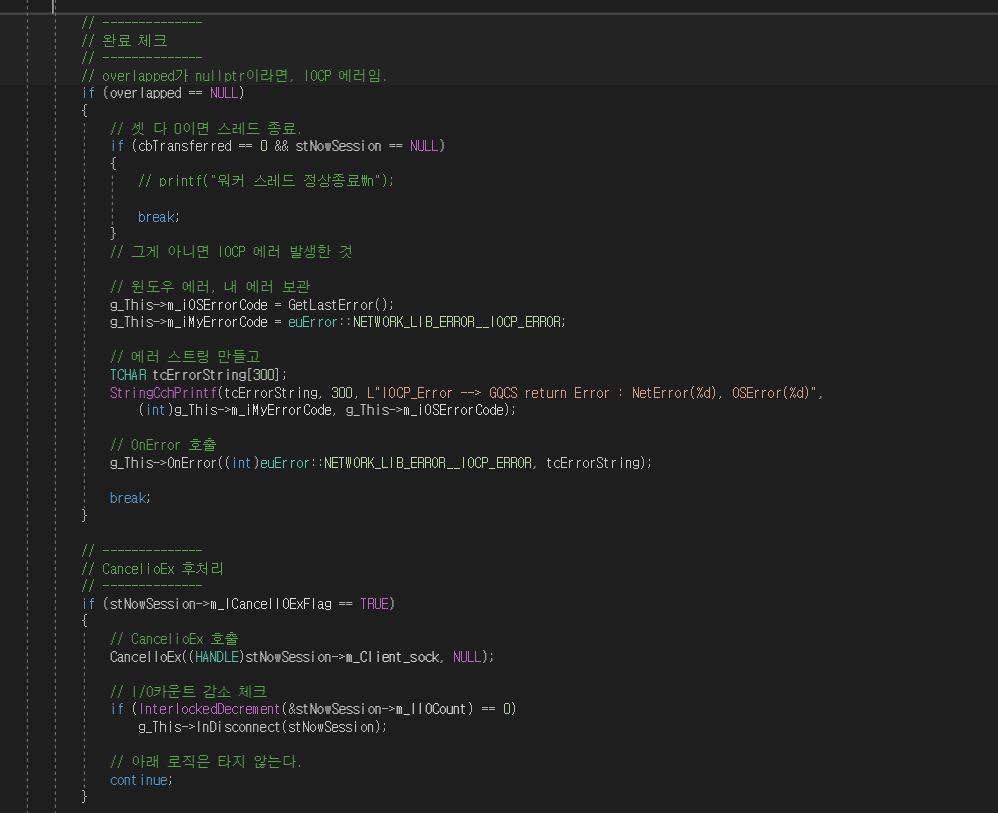 // --------------
// 완료 체크
// --------------
// overlapped가 nullptr이라면, IOCP 에러임.
if (overlapped == NULL)
{
// 셋 다 0이면 스레드 종료.
if (cbTransferred == 0 && stNowSession == NULL)
{
// printf("워커 스레드 정상종료₩n");
break;
}
// 그게 아니면 IOCP 에러 발생한 것
// 윈도우 에러, 내 에러 보관
g_This->m_iOSErrorCode = GetLastError();
g_This->m_iMyErrorCode = euError::NETWORK_LIB_ERROR__IOCP_ERROR;
// 에러 스트링 만들고
TCHAR tcErrorString[300];
StringCchPrintf(tcErrorString, 300, L"IOCP_Error --> GQCS return Error : NetError(%d), OSError(%d)",
(int)g_This->m_iMyErrorCode, g_This->m_iOSErrorCode);
// OnError 호출
g_This->OnError((int)euError::NETWORK_LIB_ERROR__IOCP_ERROR, tcErrorString);
break;
}
// --------------
// CancelioEx 후처리
// --------------
if (stNowSession->m_lCancelIOExFlag == TRUE)
{
// CancelioEx 호출
CancelIoEx((HANDLE)stNowSession->m_Client_sock, NULL);
// I/O카운트 감소 체크
if (InterlockedDecrement(&stNowSession->m_lIOCount) == 0)
g_This->InDisconnect(stNowSession);
// 아래 로직은 타지 않는다.
continue;
}